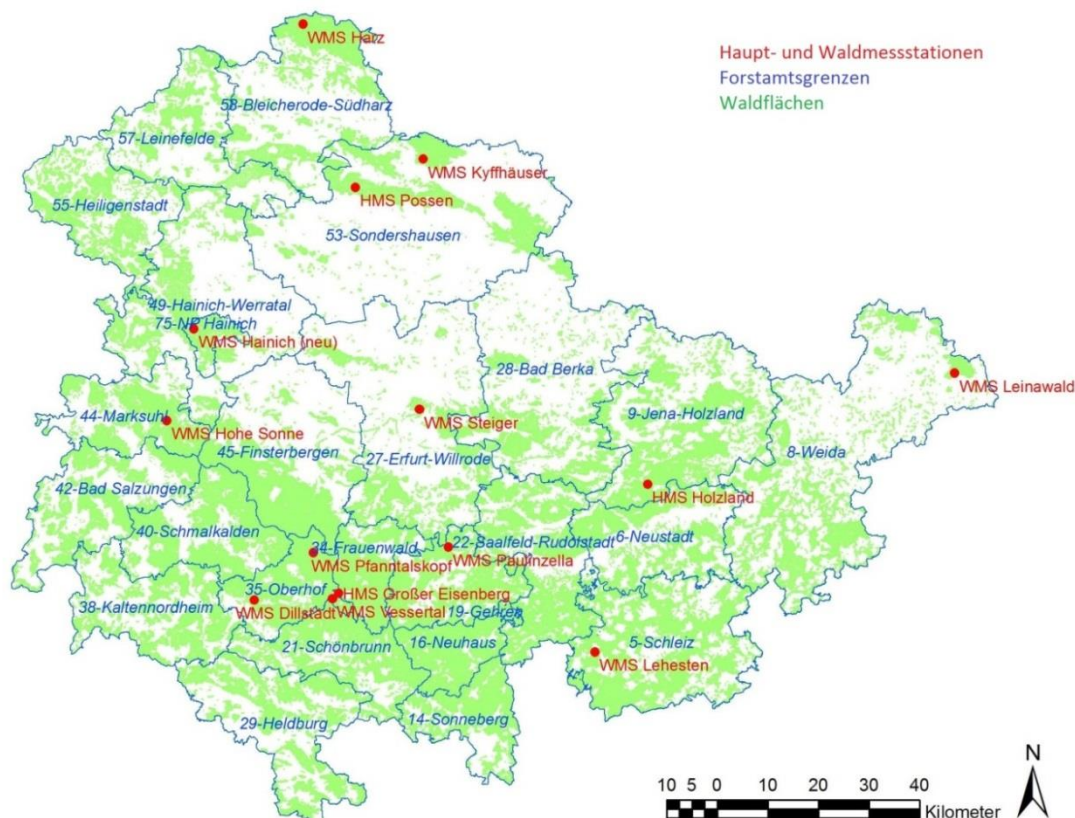 WMS Harz
Haupt- und Waldmessstationen
Forstamtsgrenzen
Waldflächen
58-Bleicherode-Südharz
57-Leinefelde
WMS Kyffhäuser
HMS Possen
55-Heiligenstadt
53-Sondershausen
49-Hainich-Werratal
75-NP Hainich
WMS Hainich (neu)
28-Bad Berka
WMS Leinawald
44-Marksuhl
WMS Hohe Sonne
WMS Steiger
9-Jena-Holzland
45-Finsterbergen
27-Erfurt-Willrode
8-Weida
42-Bad Salzungen
HMS Holzland
40-Schmalkalden
24-Frauenwald
22-Saalfeld-Rudolstadt
6-Neustadt
WMS Pfanntalskopf
WMS Paulinzella
35-Oberhof
HMS Großer Eisenberg
38-Kaltennordheim
WMS Dillstädt
WMS Vessertal
19-Gehren
21-Schönbrunn
16-Neuhaus
5-Schleiz
WMS Lehesten
29-Heldburg
14-Sonneberg
N
10 5 0 10 20 30 40
Kilometer